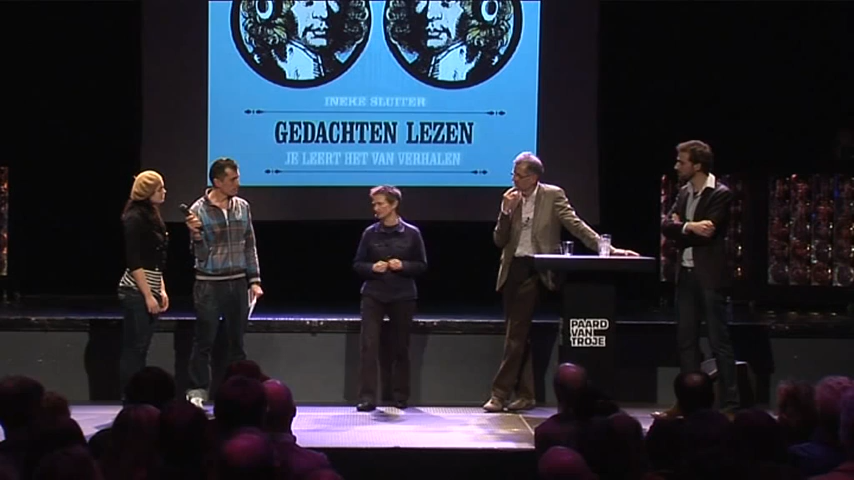 INEKE SLUITER
GEDACHTEN LEZEN
JE LEERT HET VAN VERHALEN
PAARD
VAN
TROJE